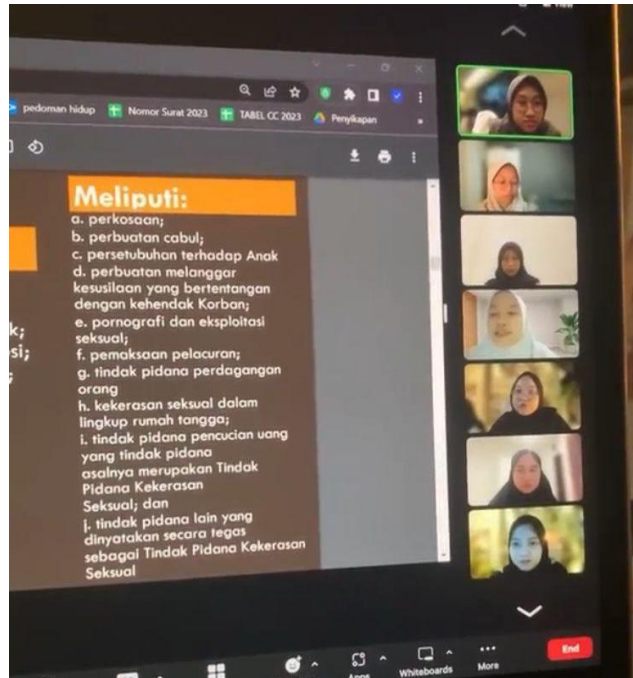 pedoman hidup Nomor Surat 2023 TABEL CC 2023 Penyikapan
Meliputi:
a. perkosaan;
b. perbuatan cabul;
c. persetubuhan terhadap Anak
d. perbuatan melanggar
kesusilaan yang bertentangan
dengan kehendak Korban;
e. pornografi dan eksploitasi
seksual;
f. pemaksaan pelacuran;
g. tindak pidana perdagangan
orang
h. kekerasan seksual dalam
lingkup rumah tangga;
i. tindak pidana pencucian uang
yang tindak pidana
asalnya merupakan Tindak
Pidana Kekerasan
Seksual; dan
j. tindak pidana lain yang
dinyatakan secara tegas
sebagai Tindak Pidana Kekerasan
Seksual
k;
si;
Apps Whiteboards More End